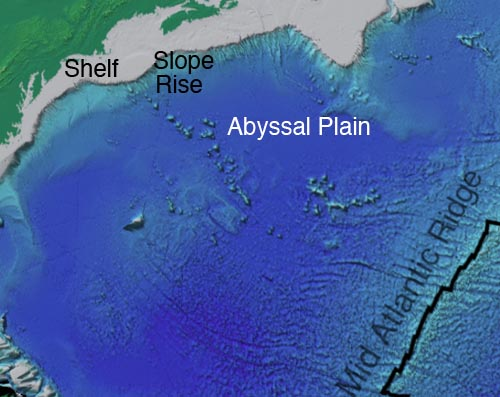 Shelf
Slope
Rise
Abyssal Plain
Mid Atlantic Ridge